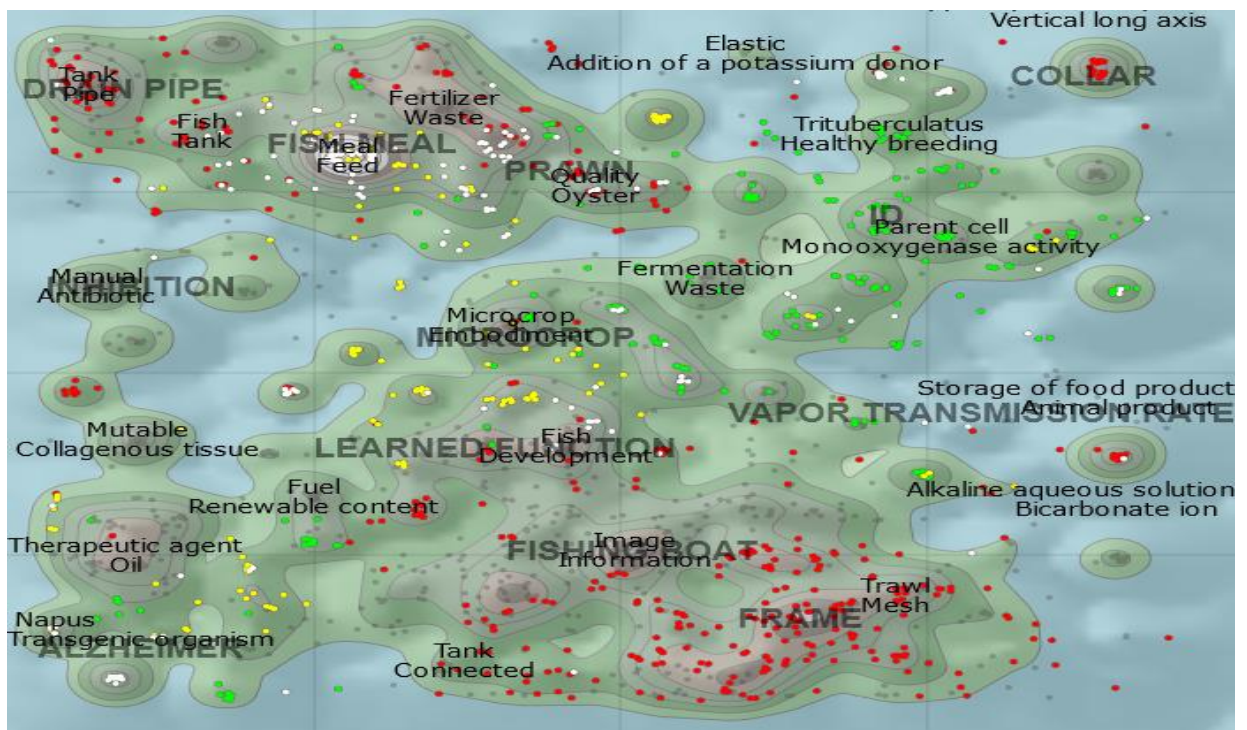 Vertical long axis
Elastic
Addition of a potassium donor
COLLAR
Tank
Pipe
DRAIN PIPE
Fertilizer
Waste
Fish
Tank
FISH MEAL
Meal
Feed
Trituberculatus
Healthy breeding
PRAWN
Quality
Oyster
ID
Parent cell
Monooxygenase activity
Manual
Antibiotic
Fermentation
Waste
Microcrop
Embodiment
MICROCROP
Storage of food product
Animal product
VAPOR TRANSMISSION RATE
Mutable
Collagenous tissue
LEARNED FUNCTION
Fish
Development
Fuel
Renewable content
Alkaline aqueous solution
Bicarbonate ion
Therapeutic agent
Oil
FISHING BOAT
Image
Information
Trawl
Mesh
FRAME
Napus
Transgenic organism
ALZHEIMER
Tank
Connected